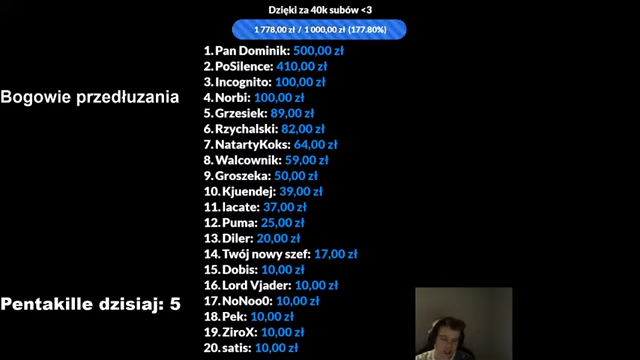 Dzięki za 40k subów <3
1 778,00 zł / 1 000,00 zł (177.80%)
1. Pan Dominik: 500,00 zł
2. PoSilence: 410,00 zł
3. Incognito: 100,00 zł
Bogowie przedłużania
4. Norbi: 100,00 zł
5. Grzesiek: 89,00 zł
6. Rzychalski: 82,00 zł
7. NatartyKoks: 64,00 zł
8. Walcownik: 59,00 zł
9. Groszeka: 50,00 zł
10. Kjuendej: 39,00 zł
11. lacate: 37,00 zł
12. Puma: 25,00 zł
13. Diler: 20,00 zł
14. Twój nowy szef: 17,00 zł
15. Dobis: 10,00 zł
16. Lord Vjader: 10,00 zł
Pentakille dzisiaj: 5
17. NoNoo0: 10,00 zł
18. Pek: 10,00 zł
19. ZiroX: 10,00 zł
20. satis: 10,00 zł